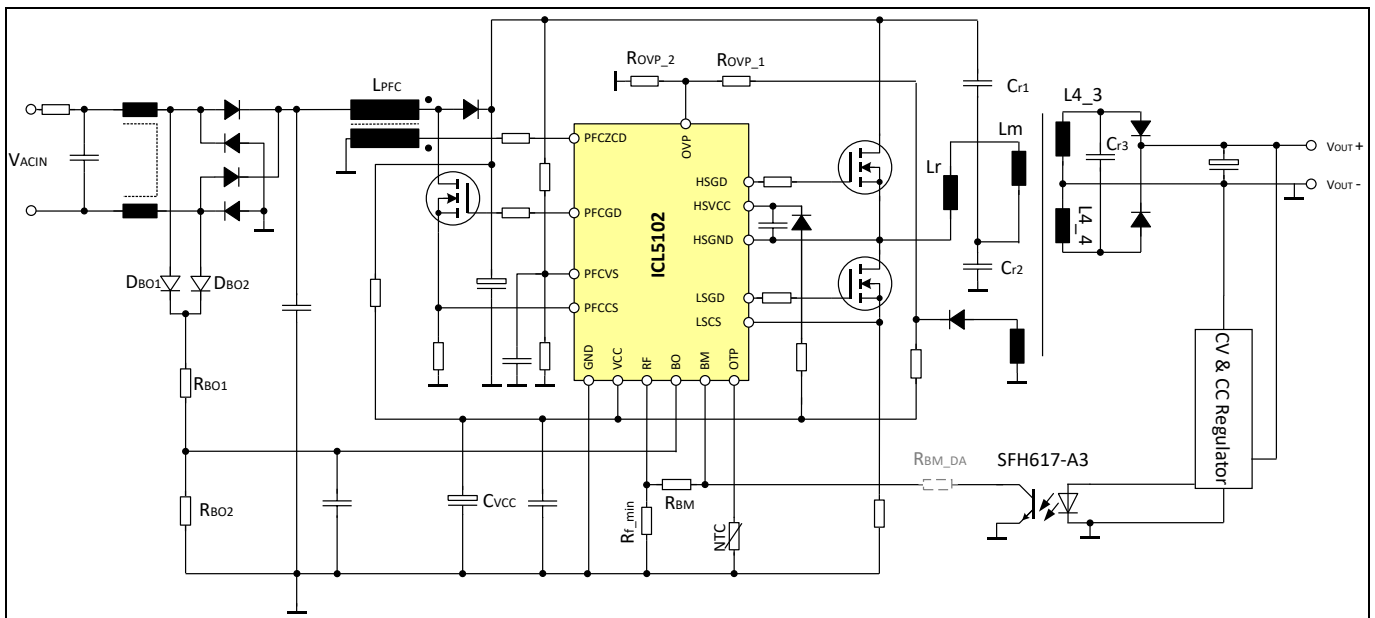 ROVP_2
ROVP_1
LPFC
Cr1
L4_3
VACIN
PFCZCD
OVP
Lm
Cr3
VOUT +
Lr
HSGD
VOUT -
HSVCC
PFCGD
ICL5102
HSGND
L4_4
Cr2
DBO1
DBO2
PFCVS
LSGD
PFCCS
LSCS
GND
VCC
RF
BO
BM
OTP
RBO1
CV & CC Regulator
RBM_DA
SFH617-A3
RBO2
CVCC
RBM
Rf_min
NTC